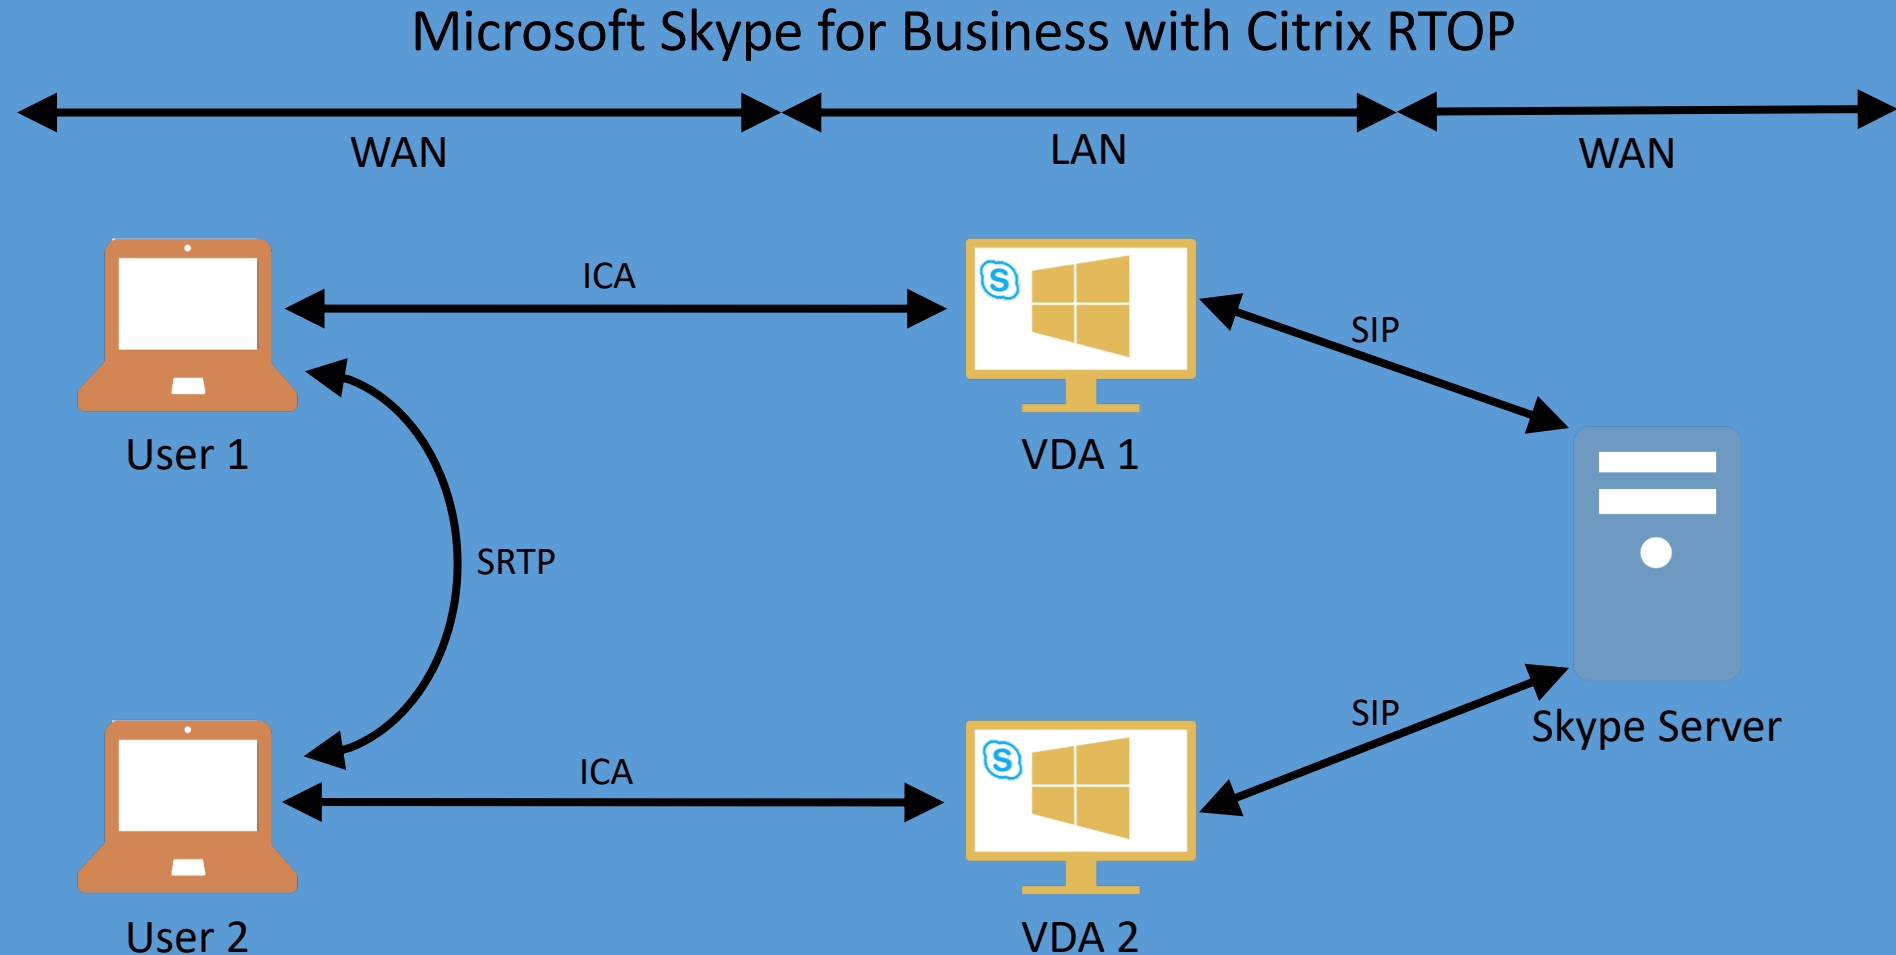 Microsoft Skype for Business with Citrix RTOP
WAN
LAN
WAN
ICA
S
SIP
User 1
VDA 1
SRTP
ICA
S
SIP
Skype Server
User 2
VDA 2